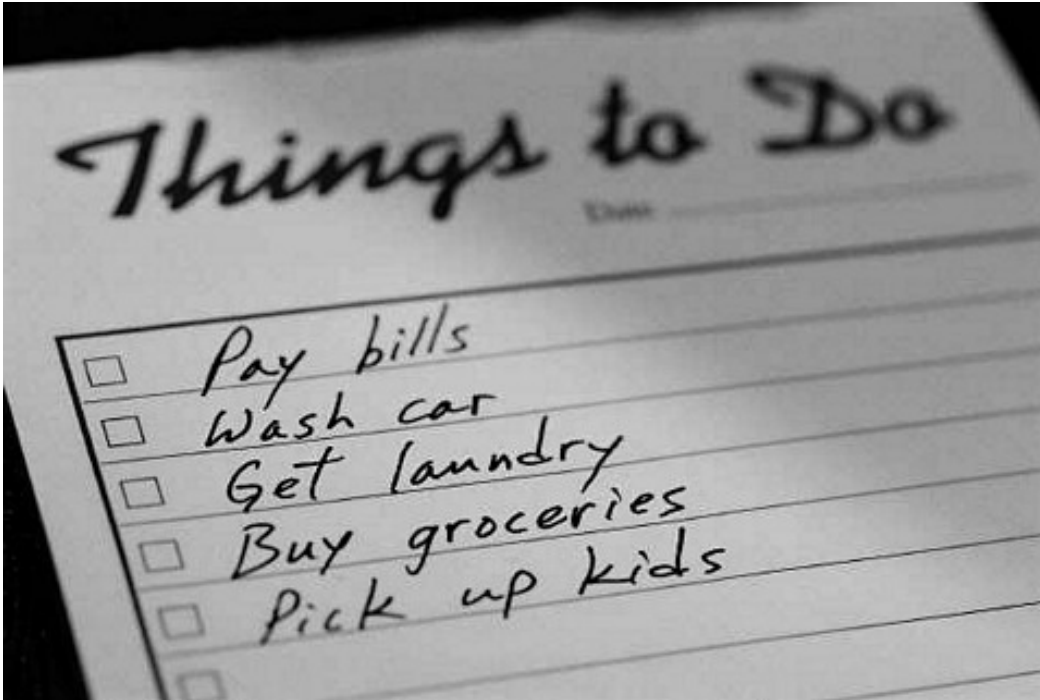 Things to Do
Date
Pay bills
Wash car
Get laundry
Buy groceries
Pick up kids